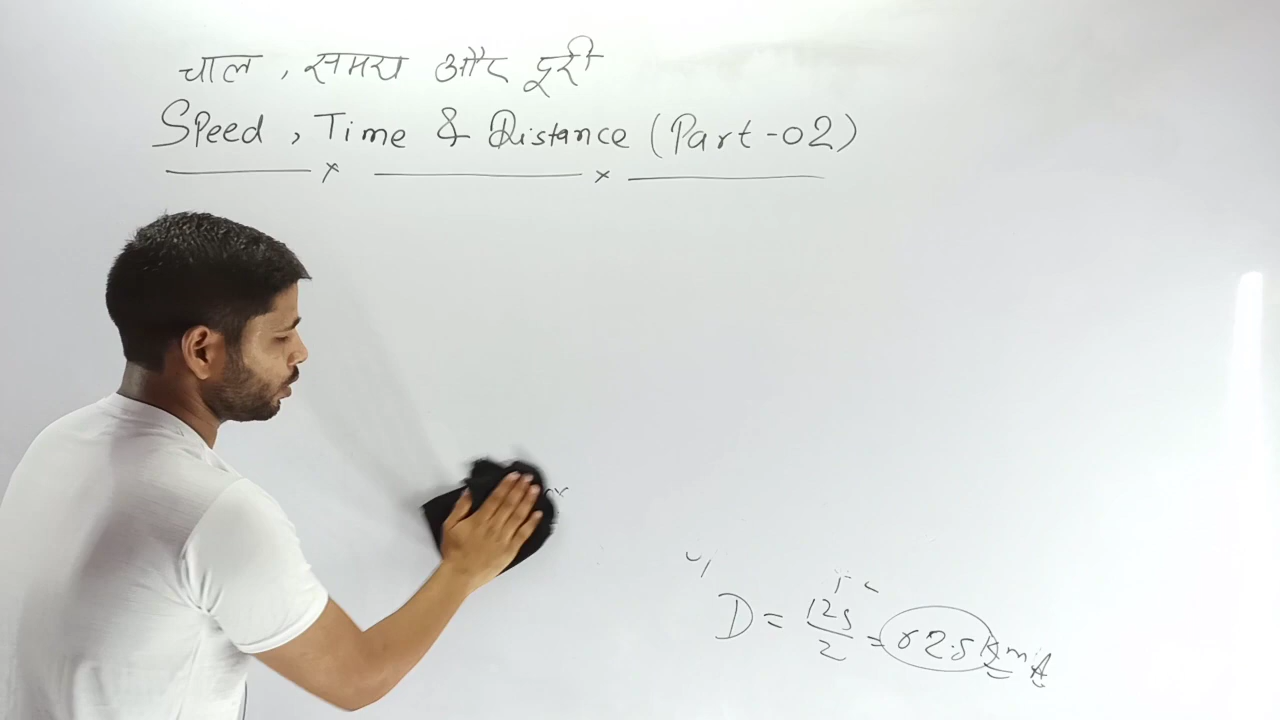 चाल, समय और दूरी
Speed, Time & Distance (Part-02)
D = 125/2 = 62.5 Km